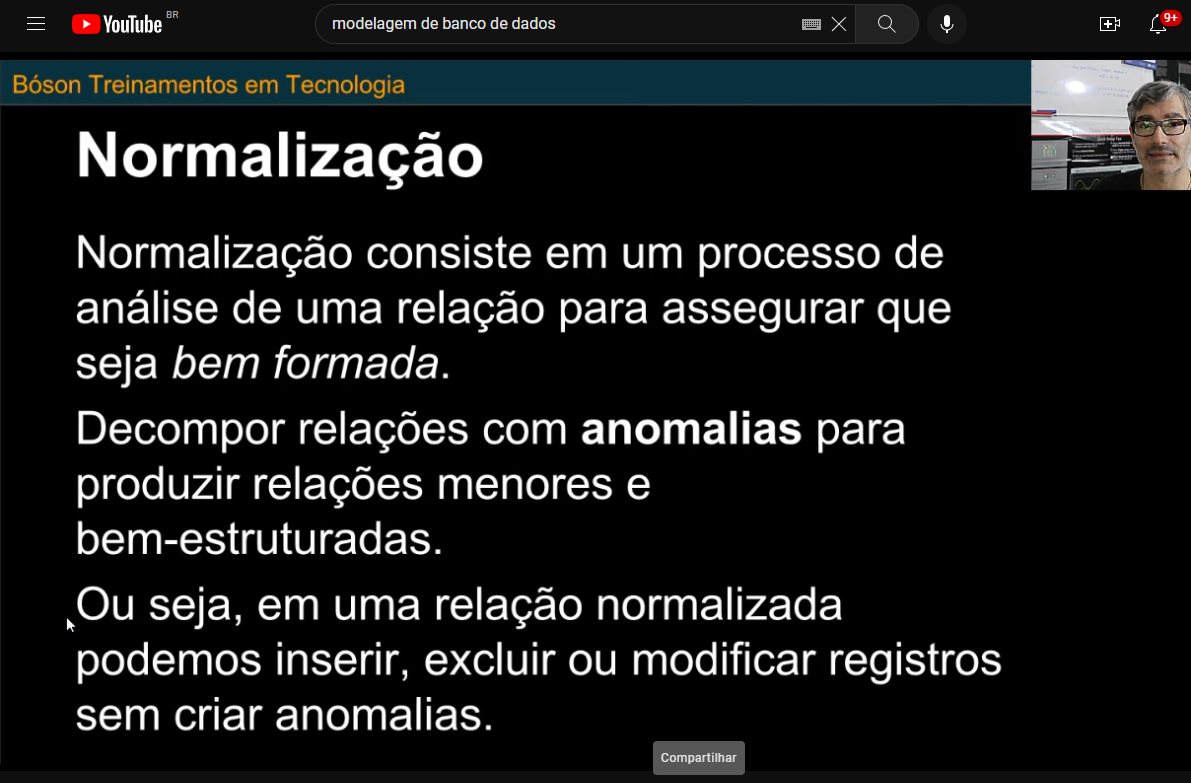 YouTube BR
modelagem de banco de dados
9+
Bóson Treinamentos em Tecnologia
Normalização
Normalização consiste em um processo de
análise de uma relação para assegurar que
seja bem formada.
Decompor relações com anomalias para
produzir relações menores e
bem-estruturadas.
Ou seja, em uma relação normalizada
podemos inserir, excluir ou modificar registros
sem criar anomalias.
Compartilhar